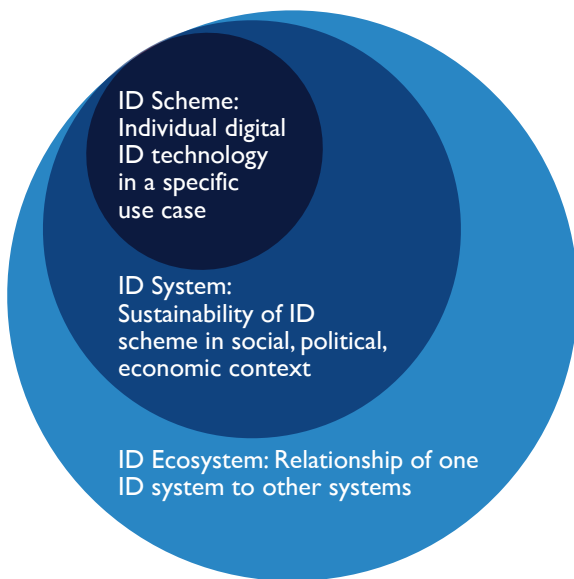 ID Scheme:
Individual digital
ID technology
in a specific
use case
ID System:
Sustainability of ID
scheme in social, political,
economic context
ID Ecosystem: Relationship of one
ID system to other systems